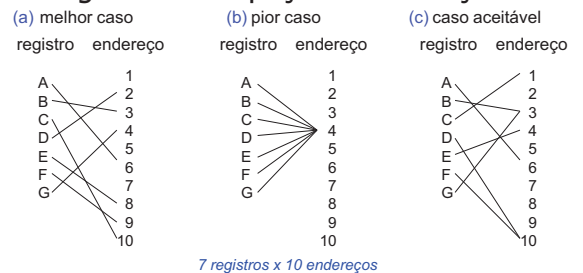 (a) melhor caso
registro endereço
A
B
C
D
E
F
G
1
2
3
4
5
6
7
8
9
10
(b) pior caso
registro endereço
A
B
C
D
E
F
G
1
2
3
4
5
6
7
8
9
10
(c) caso aceitável
registro endereço
A
B
C
D
E
F
G
1
2
3
4
5
6
7
8
9
10
7 registros x 10 endereços